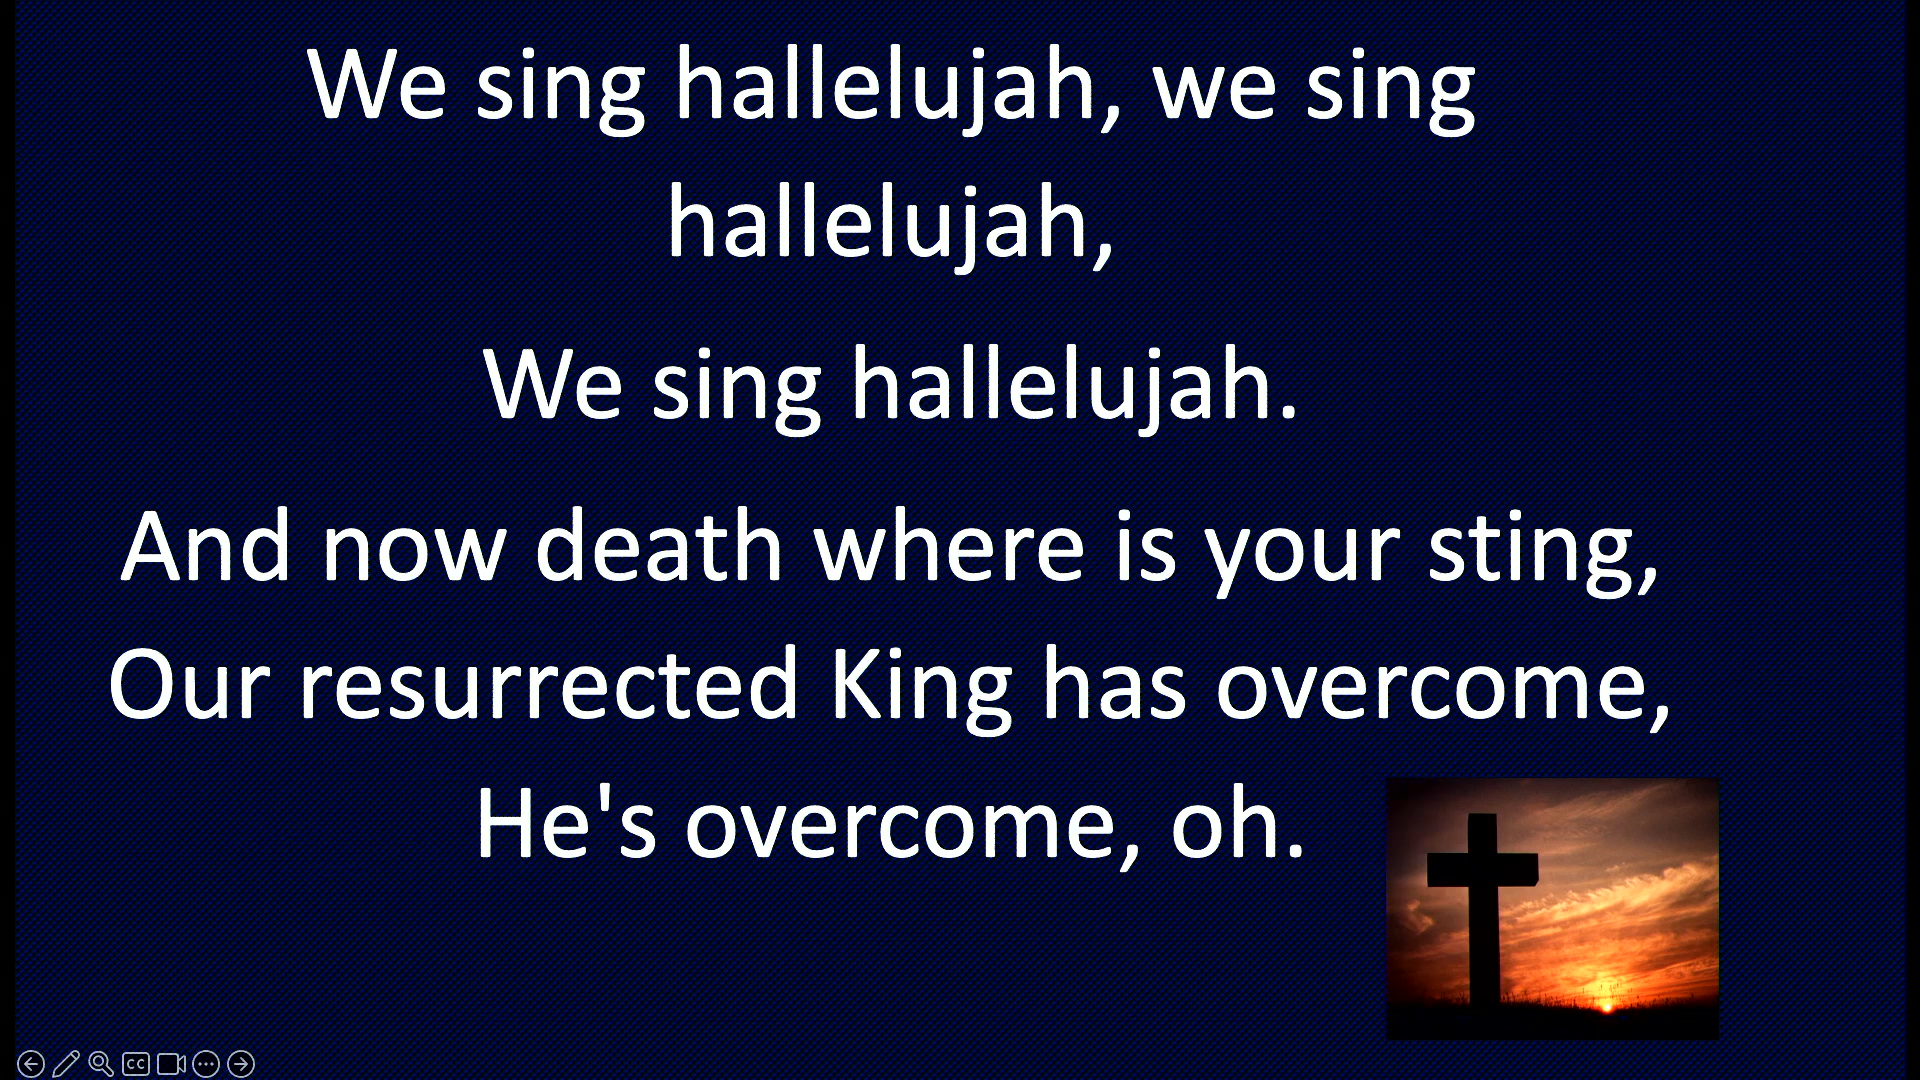 We sing hallelujah, we sing
hallelujah,
We sing hallelujah.
And now death where is your sting,
Our resurrected King has overcome,
He's overcome, oh.
CC